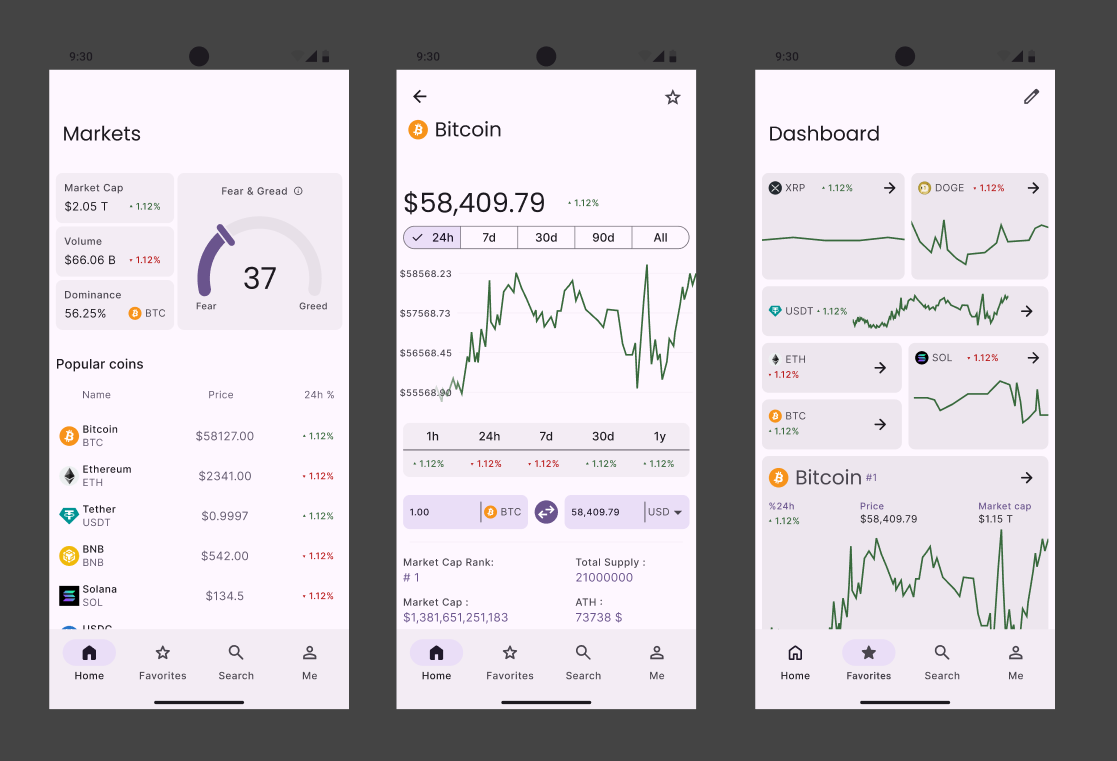 9:30
Markets
Market Cap
$2.05 T 1.12%
Volume
$66.06 B 1.12%
Dominance
56.25% BTC
Fear & Gread
37
Fear Greed
Popular coins
Name Price 24h %
Bitcoin
BTC
$58127.00 1.12%
Ethereum
ETH
$2341.00 1.12%
Tether
USDT
$0.9997 1.12%
BNB
BNB
$542.00 1.12%
Solana
SOL
$134.5 1.12%
USDC
Home Favorites Search Me
9:30
Bitcoin
$58,409.79 1.12%
24h 7d 30d 90d All
$58568.23
$57568.73
$56568.45
$55568.90
1h 24h 7d 30d 1y
1.12% 1.12% 1.12% 1.12% 1.12%
1.00 BTC 58,409.79 USD
Market Cap Rank:
# 1
Total Supply :
21000000
Market Cap :
$1,381,651,251,183
ATH :
73738 $
Home Favorites Search Me
9:30
Dashboard
XRP 1.12%
DOGE 1.12%
USDT 1.12%
ETH
1.12%
SOL 1.12%
BTC
1.12%
Bitcoin #1
%24h Price Market cap
1.12% $58,409.79 $1.15 T
Home Favorites Search Me